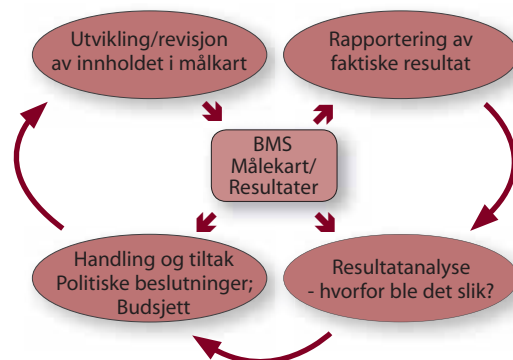 Utvikling/revisjon
av innholdet i målkart
Rapportering av
faktiske resultat
BMS
Målekart/
Resultater
Handling og tiltak
Politiske beslutninger;
Budsjett
Resultatanalyse
- hvorfor ble det slik?